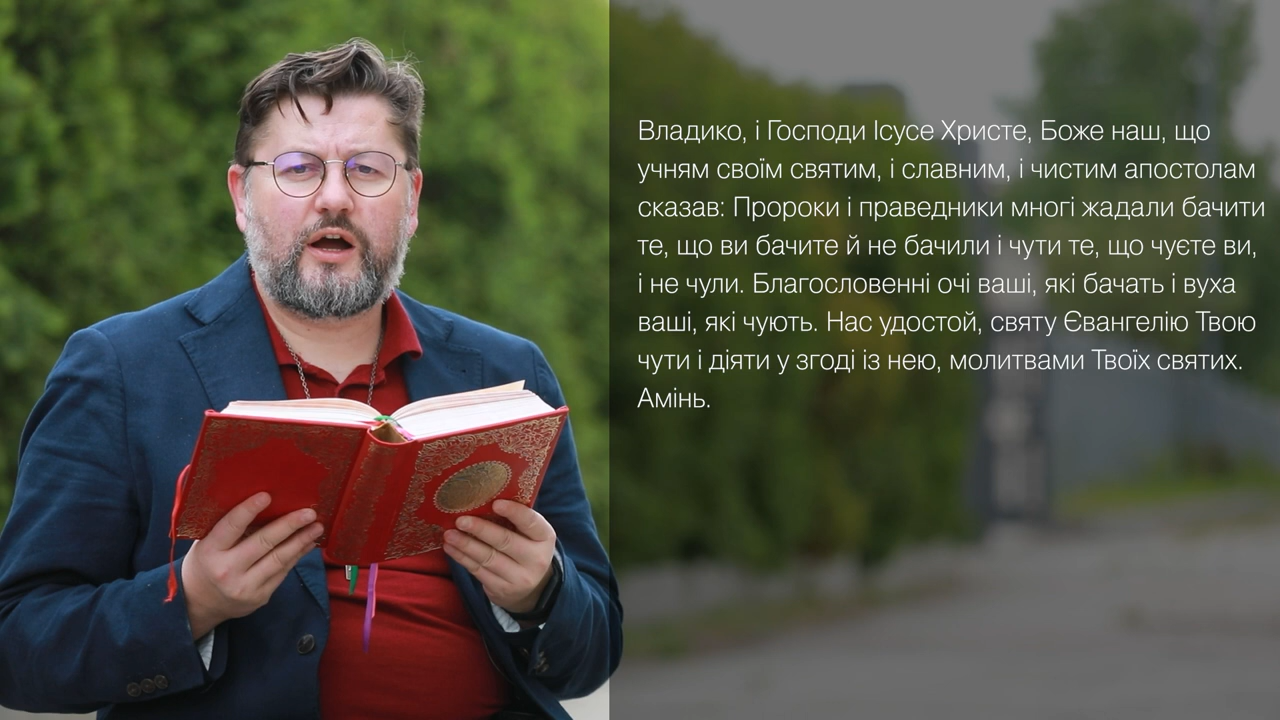 Владико, і Господи Ісусе Христе, Боже наш, що
учням своїм святим, і славним, і чистим апостолам
сказав: Пророки і праведники многі жадали бачити
те, що ви бачите й не бачили і чути те, що чуєте ви,
і не чули. Благословенні очі ваші, які бачать і вуха
ваші, які чують. Нас удостой, святу Євангелію Твою
чути і діяти у згоді із нею, молитвами Твоїх святих.
Амінь.